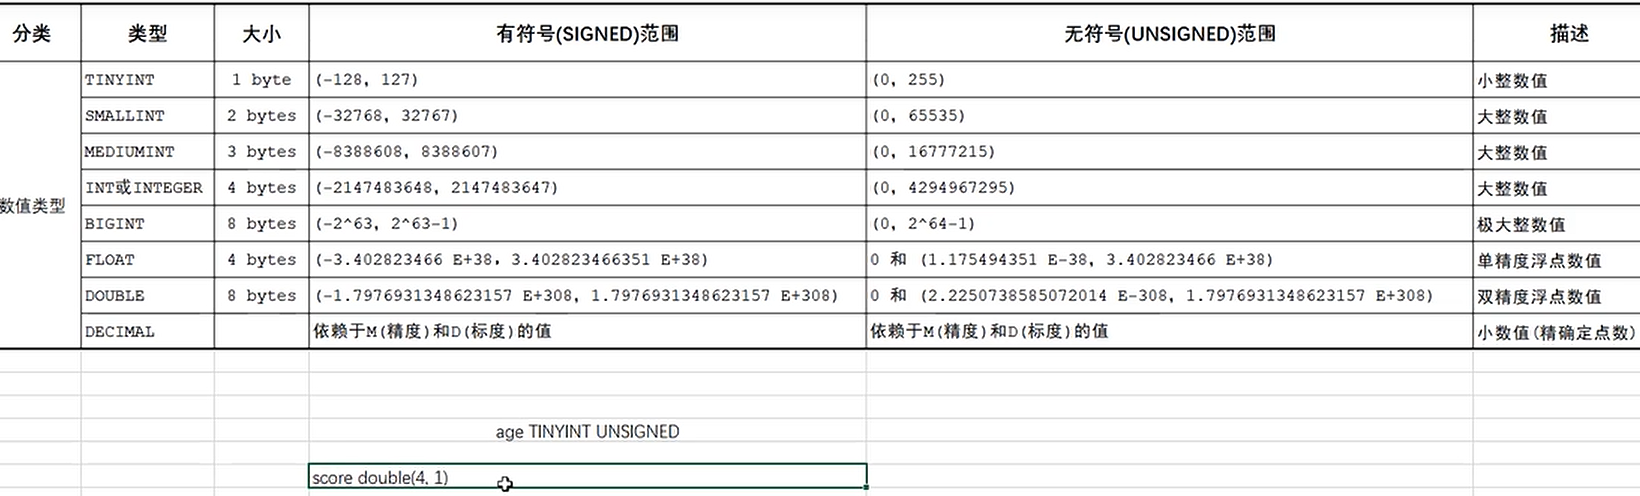 分类 类型 大小 有符号(SIGNED)范围 无符号(UNSIGNED)范围 描述
TINYINT 1 byte (-128, 127) (0, 255) 小整数值
SMALLINT 2 bytes (-32768, 32767) (0, 65535) 大整数值
MEDIUMINT 3 bytes (-8388608, 8388607) (0, 16777215) 大整数值
INT或INTEGER 4 bytes (-2147483648, 2147483647) (0, 4294967295) 大整数值
数值类型
BIGINT 8 bytes (-2^63, 2^63-1) (0, 2^64-1) 极大整数值
FLOAT 4 bytes (-3.402823466 E+38, 3.402823466351 E+38) 0 和 (1.175494351 E-38, 3.402823466 E+38) 单精度浮点数值
DOUBLE 8 bytes (-1.7976931348623157 E+308, 1.7976931348623157 E+308) 0 和 (2.2250738585072014 E-308, 1.7976931348623157 E+308) 双精度浮点数值
DECIMAL 依赖于M(精度)和D(标度)的值 依赖于M(精度)和D(标度)的值 小数值(精确定点数)
age TINYINT UNSIGNED
score double(4, 1)